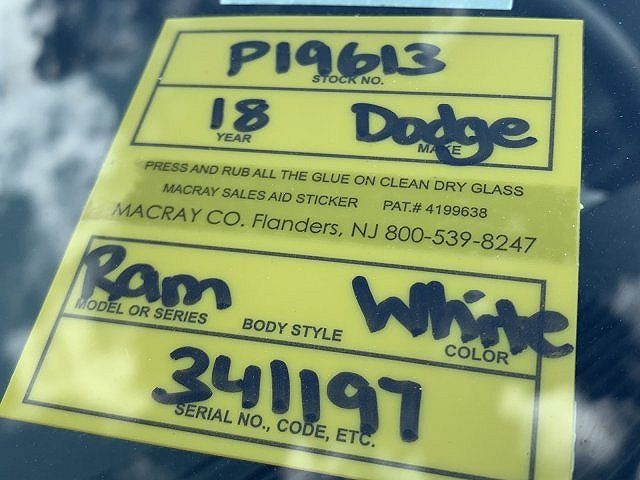 P19613
STOCK NO.
18 Dodge
YEAR MAKE
PRESS AND RUB ALL THE GLUE ON CLEAN DRY GLASS
MACRAY SALES AID STICKER PAT.# 4199638
MACRAY CO. Flanders, NJ 800-539-8247
Ram White
MODEL OR SERIES BODY STYLE COLOR
341197
SERIAL NO., CODE, ETC.